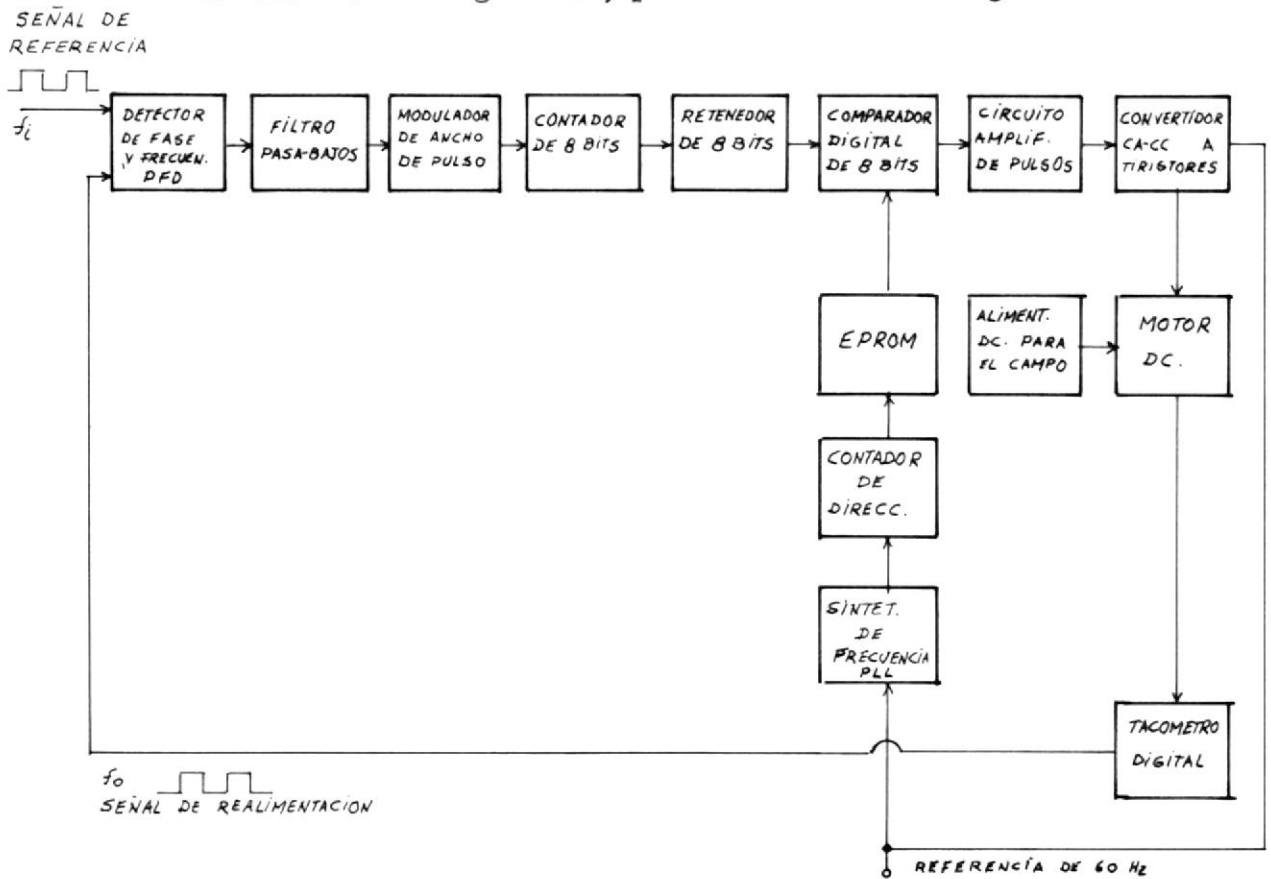 SEÑAL DE
REFERENCIA
fi
DETECTOR
DE FASE
Y FRECUEN.
PFD
FILTRO
PASA-BAJOS
MODULADOR
DE ANCHO
DE PULSO
CONTADOR
DE 8 BITS
RETENEDOR
DE 8 BITS
COMPARADOR
DIGITAL
DE 8 BITS
CIRCUITO
AMPLIF.
DE PULSOS
CONVERTIDOR
CA-CC A
TIRISTORES
EPROM
ALIMENT.
DC. PARA
EL CAMPO
MOTOR
DC.
CONTADOR
DE
DIRECC.
SINTET.
DE
FRECUENCIA
PLL
TACOMETRO
DIGITAL
fo
SEÑAL DE REALIMENTACION
REFERENCIA DE 60 Hz